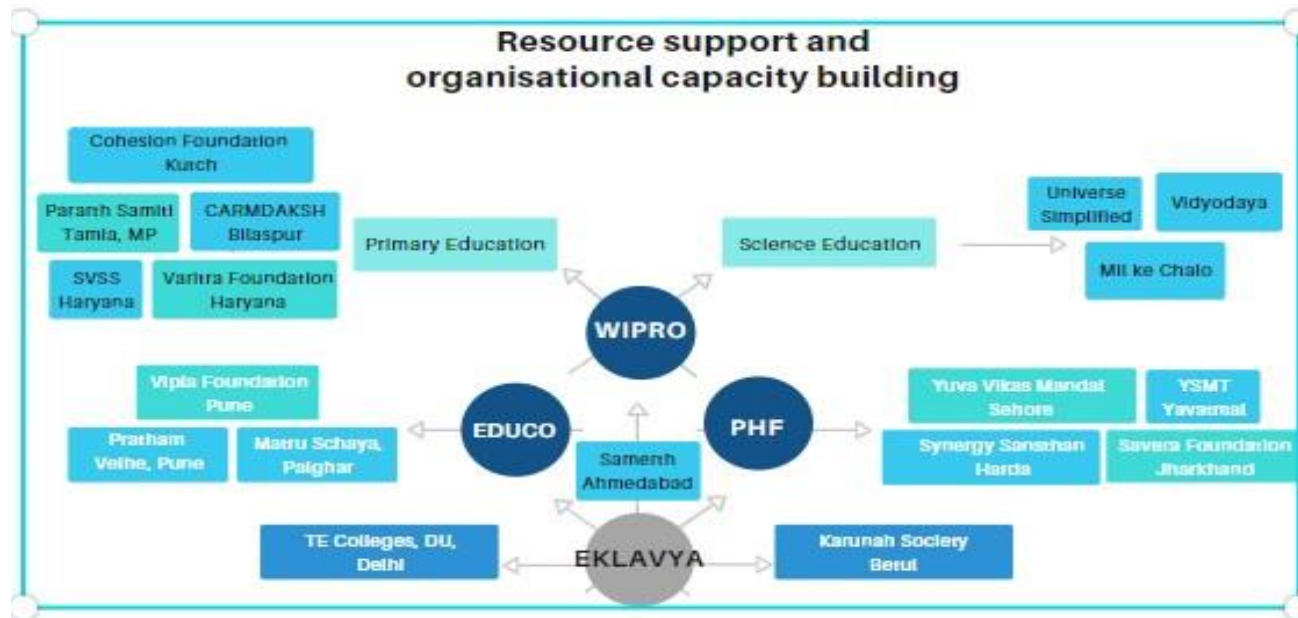 Resource support and
organisational capacity building
Cohesion Foundation
Kutch
Paranth Samiti
Tamia, MP
CARMDAKSH
Bilaspur
SVSS
Haryana
Varitra Foundation
Haryana
Primary Education
Science Education
Universe
Simplified
Vidyodaya
Mil ke Chalo
WIPRO
Vipla Foundation
Pune
Pratham
Velhe, Pune
Matru Schaya,
Palghar
EDUCO
PHF
Yuva Vikas Mandal
Sehore
YSMT
Yavatmal
Synergy Sansthan
Harda
Savera Foundation
Jharkhand
Samerth
Ahmedabad
TE Colleges, DU,
Delhi
EKLAVYA
Karunah Society
Betul